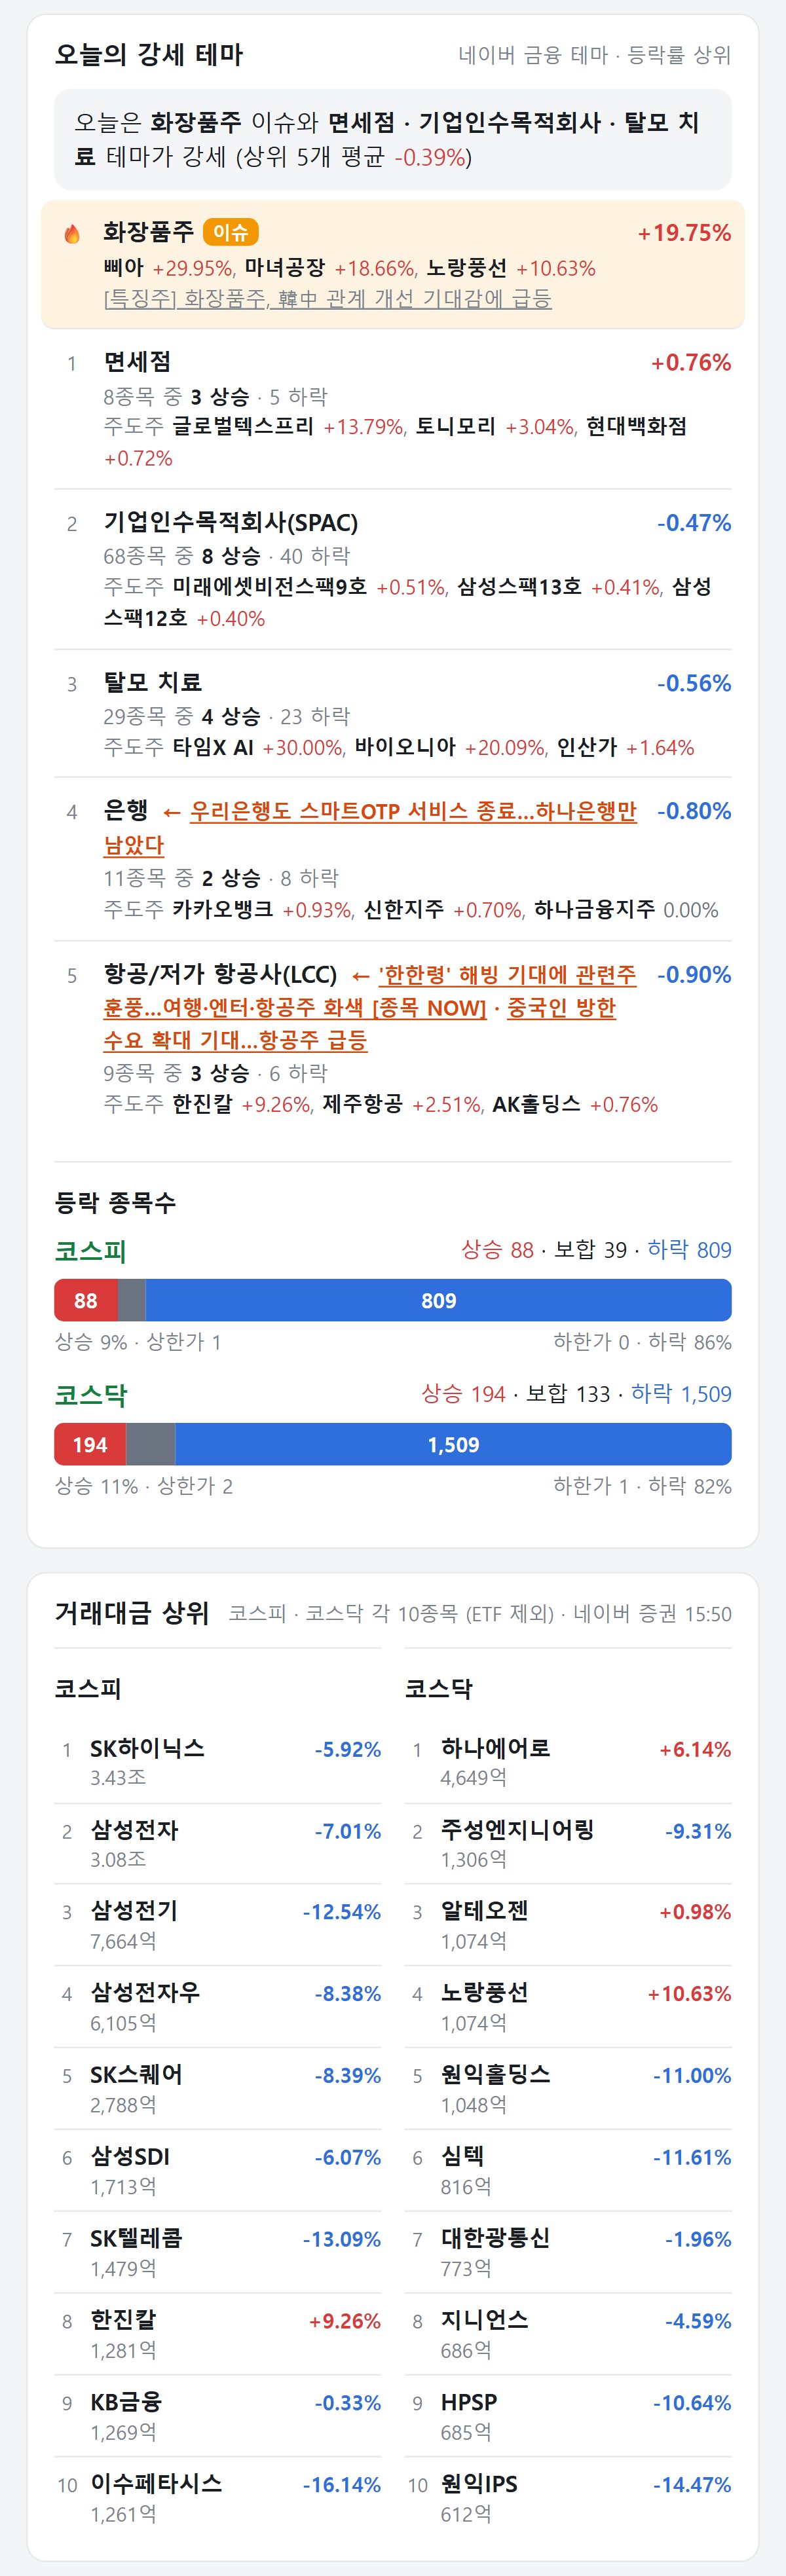 오늘의 강세 테마 네이버 금융 테마 · 등락률 상위
오늘은 화장품주 이슈와 면세점 · 기업인수목적회사 · 탈모 치
료 테마가 강세 (상위 5개 평균 -0.39%)
화장품주 이슈 +19.75%
삐아 +29.95%, 마녀공장 +18.66%, 노랑풍선 +10.63%
[특징주] 화장품주, 韓中 관계 개선 기대감에 급등
1 면세점 +0.76%
8종목 중 3 상승 · 5 하락
주도주 글로벌텍스프리 +13.79%, 토니모리 +3.04%, 현대백화점
+0.72%
2 기업인수목적회사(SPAC) -0.47%
68종목 중 8 상승 · 40 하락
주도주 미래에셋비전스팩9호 +0.51%, 삼성스팩13호 +0.41%, 삼성
스팩12호 +0.40%
3 탈모 치료 -0.56%
29종목 중 4 상승 · 23 하락
주도주 타임X AI +30.00%, 바이오니아 +20.09%, 인산가 +1.64%
4 은행 ← 우리은행도 스마트OTP 서비스 종료…하나은행만 -0.80%
남았다
11종목 중 2 상승 · 8 하락
주도주 카카오뱅크 +0.93%, 신한지주 +0.70%, 하나금융지주 0.00%
5 항공/저가 항공사(LCC) ← '한한령' 해빙 기대에 관련주 -0.90%
훈풍…여행·엔터·항공주 화색 [종목 NOW] · 중국인 방한
수요 확대 기대…항공주 급등
9종목 중 3 상승 · 6 하락
주도주 한진칼 +9.26%, 제주항공 +2.51%, AK홀딩스 +0.76%
등락 종목수
코스피 상승 88 · 보합 39 · 하락 809
88 809
상승 9% · 상한가 1 하한가 0 · 하락 86%
코스닥 상승 194 · 보합 133 · 하락 1,509
194 1,509
상승 11% · 상한가 2 하한가 1 · 하락 82%
거래대금 상위 코스피 · 코스닥 각 10종목 (ETF 제외) · 네이버 증권 15:50
코스피
1 SK하이닉스 -5.92%
3.43조
2 삼성전자 -7.01%
3.08조
3 삼성전기 -12.54%
7,664억
4 삼성전자우 -8.38%
6,105억
5 SK스퀘어 -8.39%
2,788억
6 삼성SDI -6.07%
1,713억
7 SK텔레콤 -13.09%
1,479억
8 한진칼 +9.26%
1,281억
9 KB금융 -0.33%
1,269억
10 이수페타시스 -16.14%
1,261억
코스닥
1 하나에어로 +6.14%
4,649억
2 주성엔지니어링 -9.31%
1,306억
3 알테오젠 +0.98%
1,074억
4 노랑풍선 +10.63%
1,074억
5 원익홀딩스 -11.00%
1,048억
6 심텍 -11.61%
816억
7 대한광통신 -1.96%
773억
8 지니언스 -4.59%
686억
9 HPSP -10.64%
685억
10 원익IPS -14.47%
612억